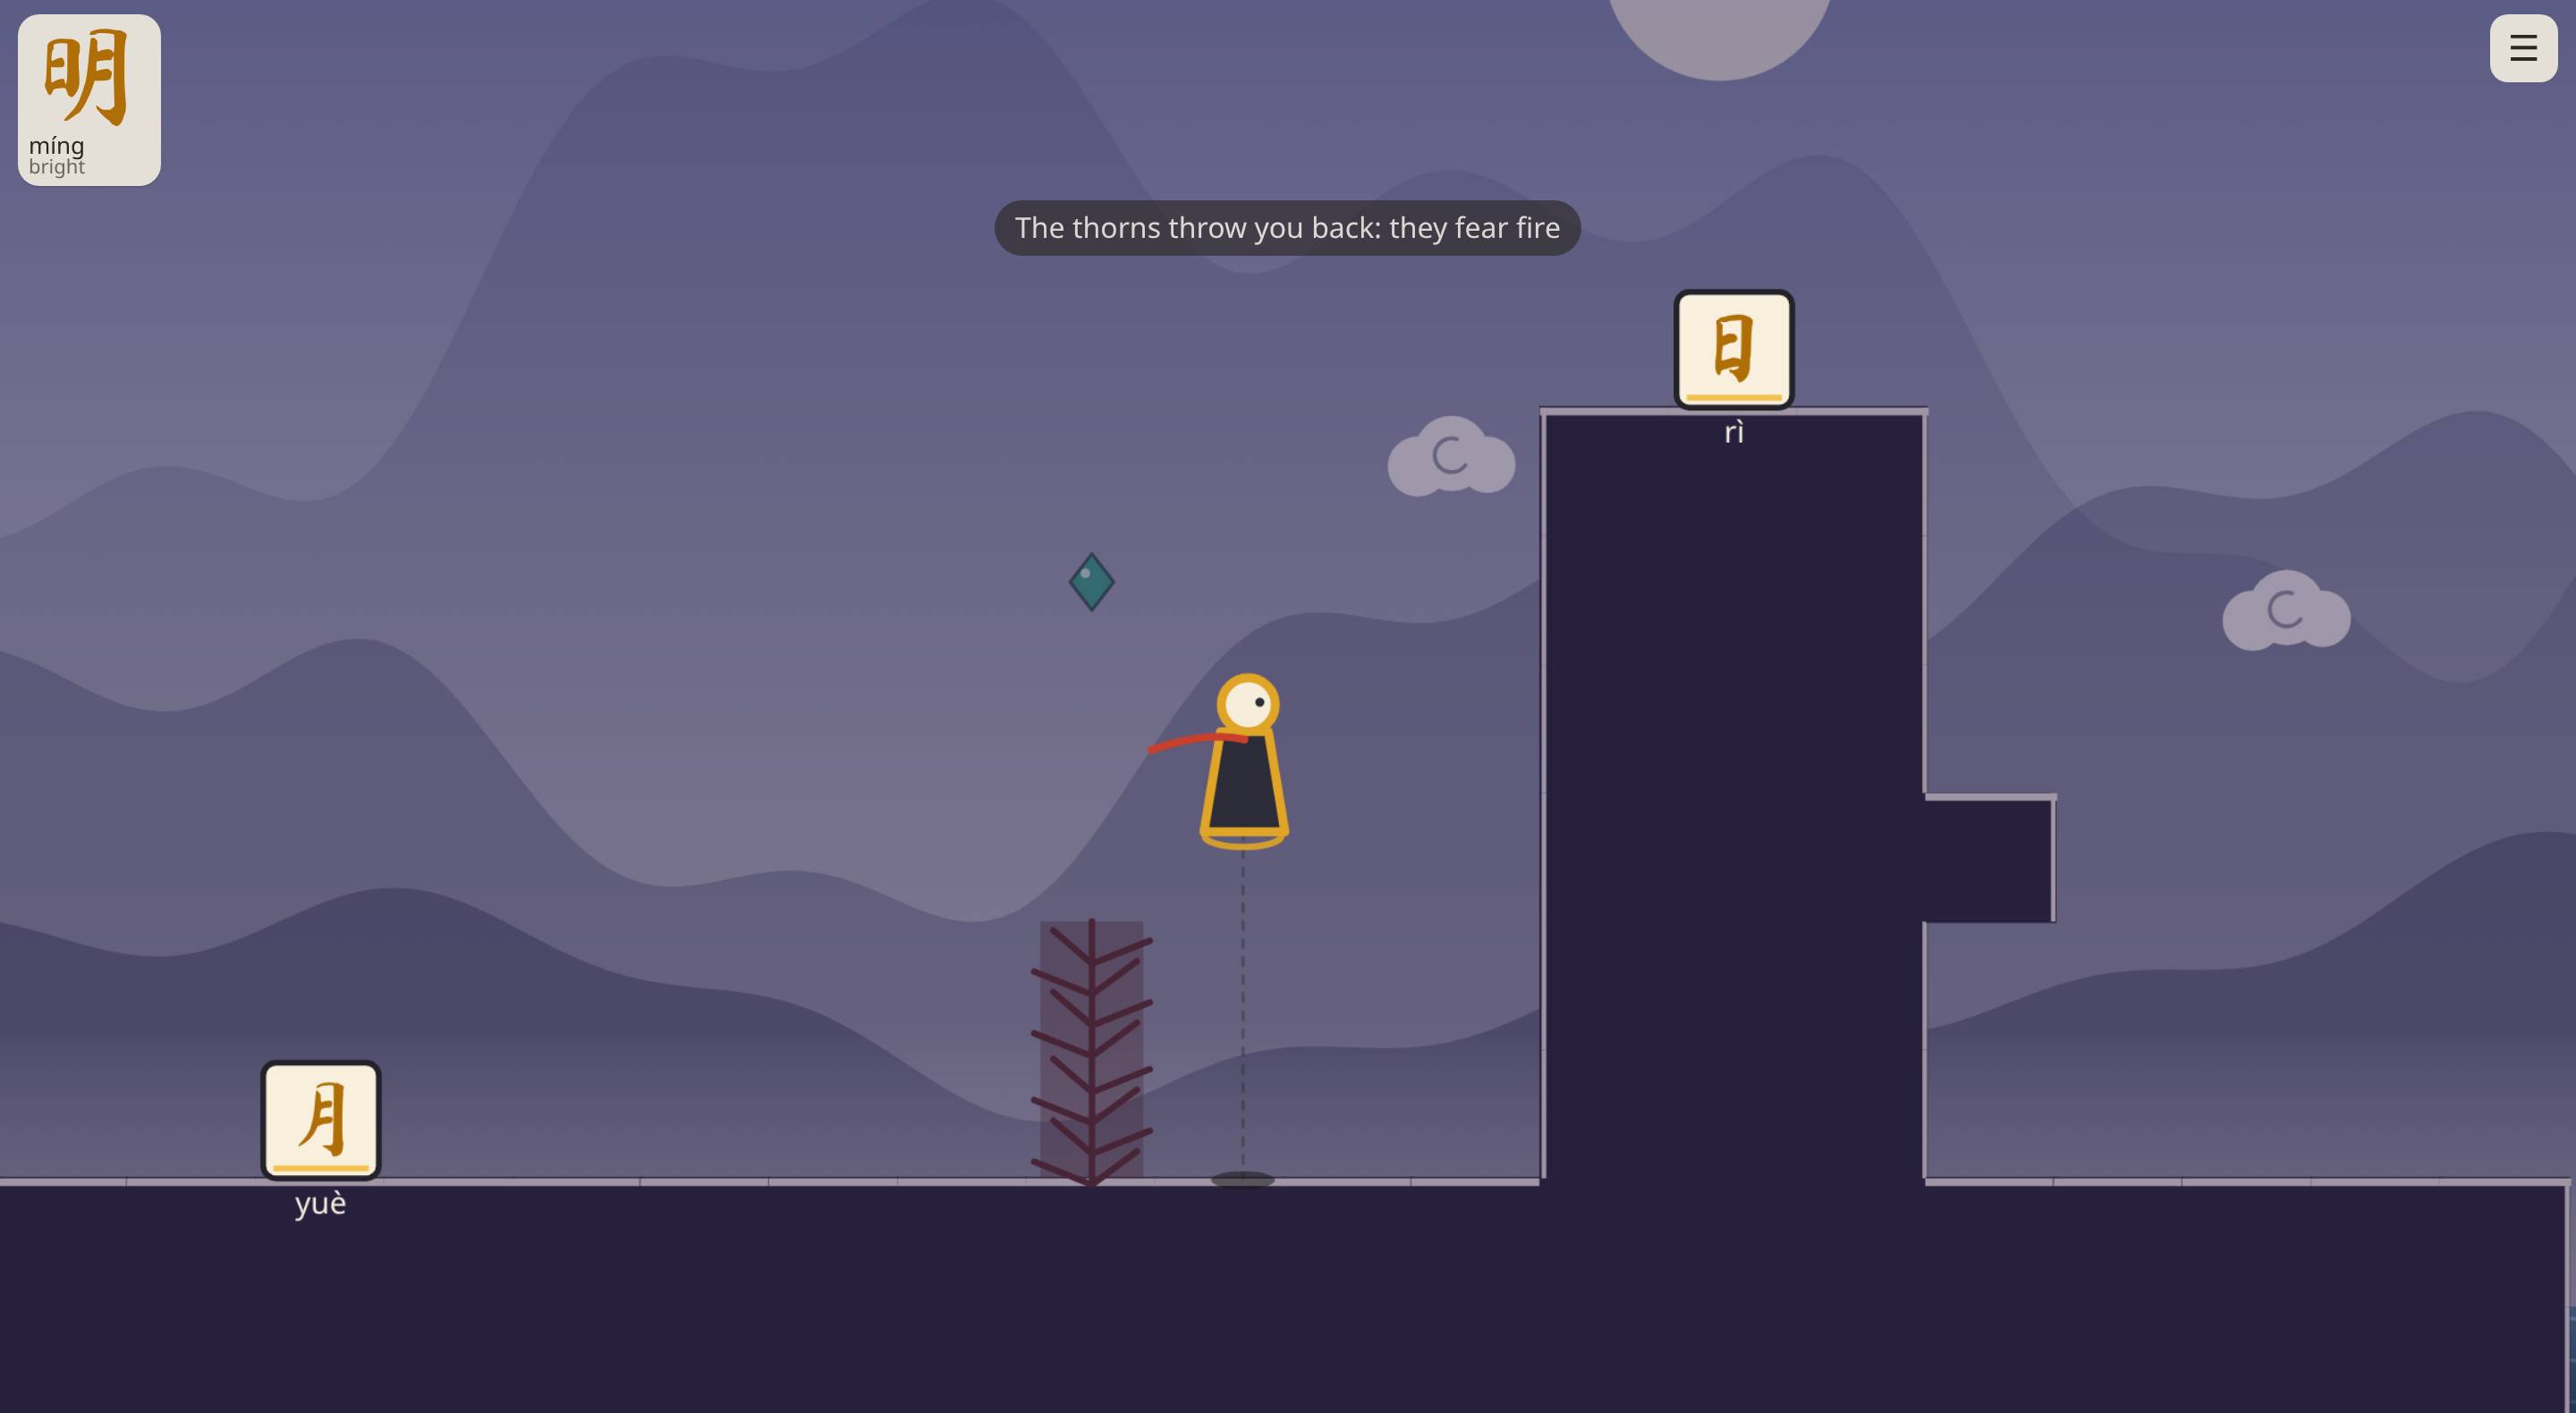 明
míng
bright
☰
The thorns throw you back: they fear fire
日
rì
月
yuè